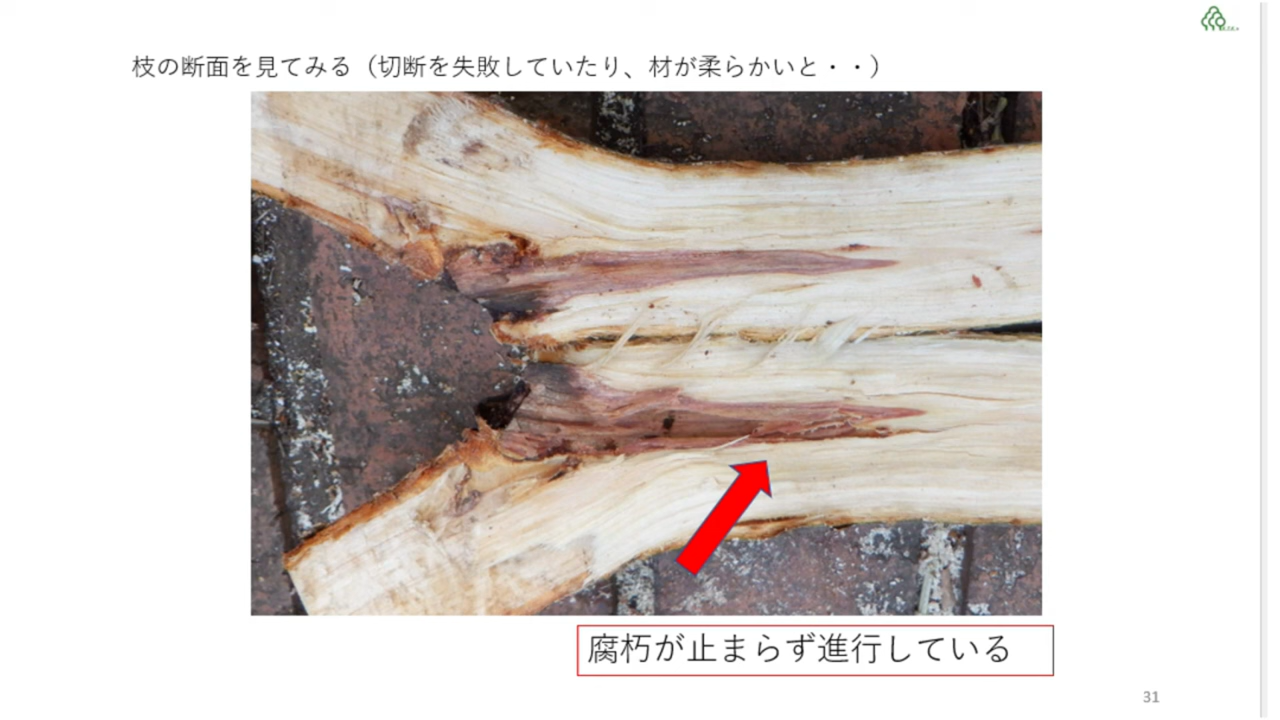 枝の断面を見てみる（切断を失敗していたり、材が柔らかいと・・）
腐朽が止まらず進行している
31